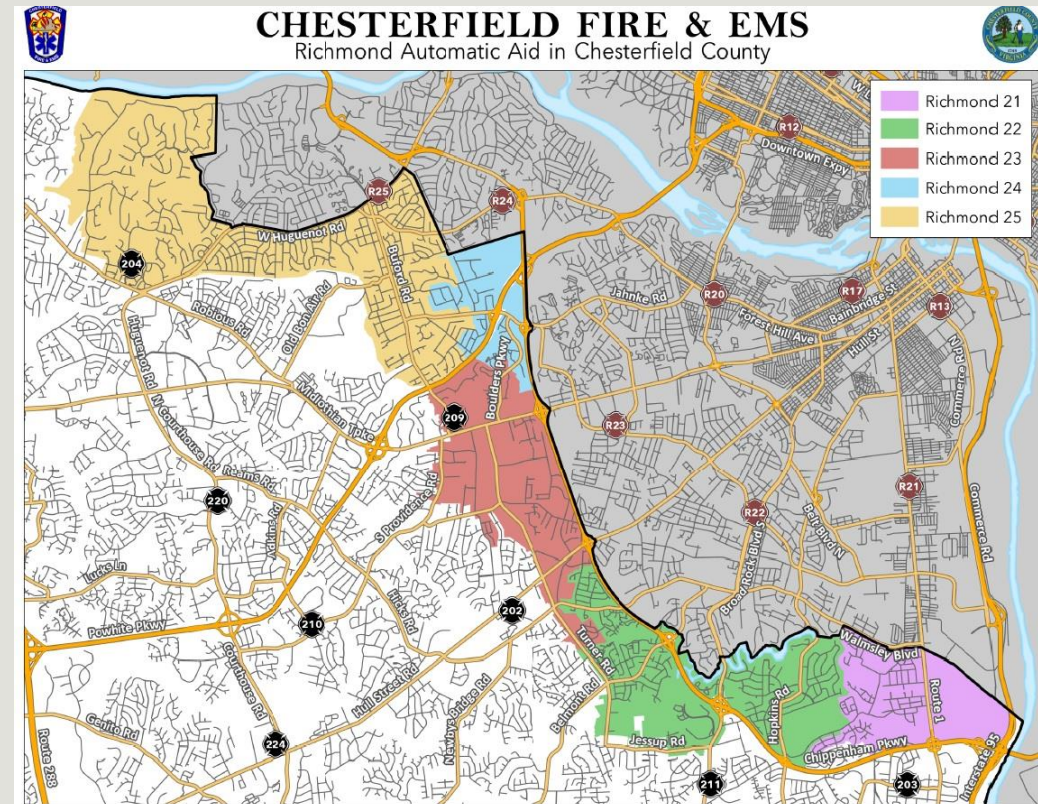 CHESTERFIELD FIRE & EMS
Richmond Automatic Aid in Chesterfield County
Richmond 21
Richmond 22
Richmond 23
Richmond 24
Richmond 25
R12
Downtown Expy
R25
R24
W Huguenot Rd
204
Buford Rd
Robious Rd
Old Bon Air Rd
Jahnke Rd
R20
R17
Bainbridge St
R13
Forest Hill Ave
Hull St
Commerce Rd N
Huguenot Rd
Midlothian Tpke
Boulders Pkwy
209
R23
N Courthouse Rd
Reams Rd
220
Adkins Rd
S Providence Rd
R21
R22
Belt Blvd N
Commerce Rd
Lucks Ln
Hicks Rd
202
Broad Rock Blvd S
210
Powhite Pkwy
Turner Rd
Walmsley Blvd
Courthouse Rd
Hull Street Rd
Newbys Bridge Rd
Belmont Rd
Hopkins Rd
Route 1
Genito Rd
224
Route 288
Jessup Rd
Chippenham Pkwy
Interstate 95
211
203